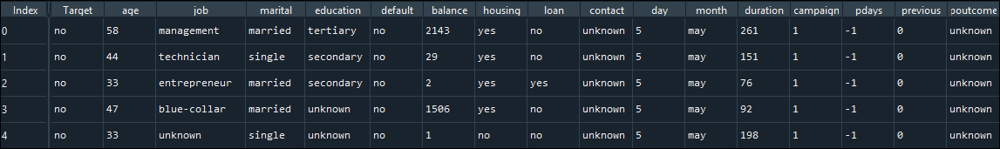 Index Target age job marital education default balance housing loan contact day month duration campaign pdays previous poutcome
0 no 58 management married tertiary no 2143 yes no unknown 5 may 261 1 -1 0 unknown
1 no 44 technician single secondary no 29 yes no unknown 5 may 151 1 -1 0 unknown
2 no 33 entrepreneur married secondary no 2 yes yes unknown 5 may 76 1 -1 0 unknown
3 no 47 blue-collar married unknown no 1506 yes no unknown 5 may 92 1 -1 0 unknown
4 no 33 unknown single unknown no 1 no no unknown 5 may 198 1 -1 0 unknown